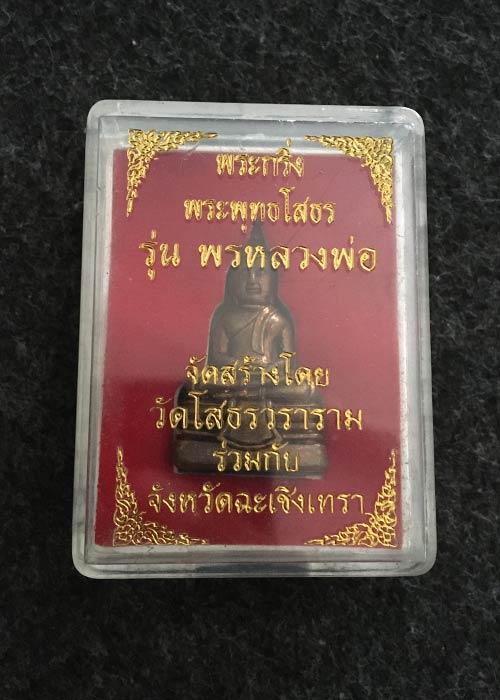 พระกริ่ง
พระพุทธโสธร
รุ่น พรหลวงพ่อ
จัดสร้างโดย
วัดโสธรวราราม
ร่วมกับ
จังหวัดฉะเชิงเทรา